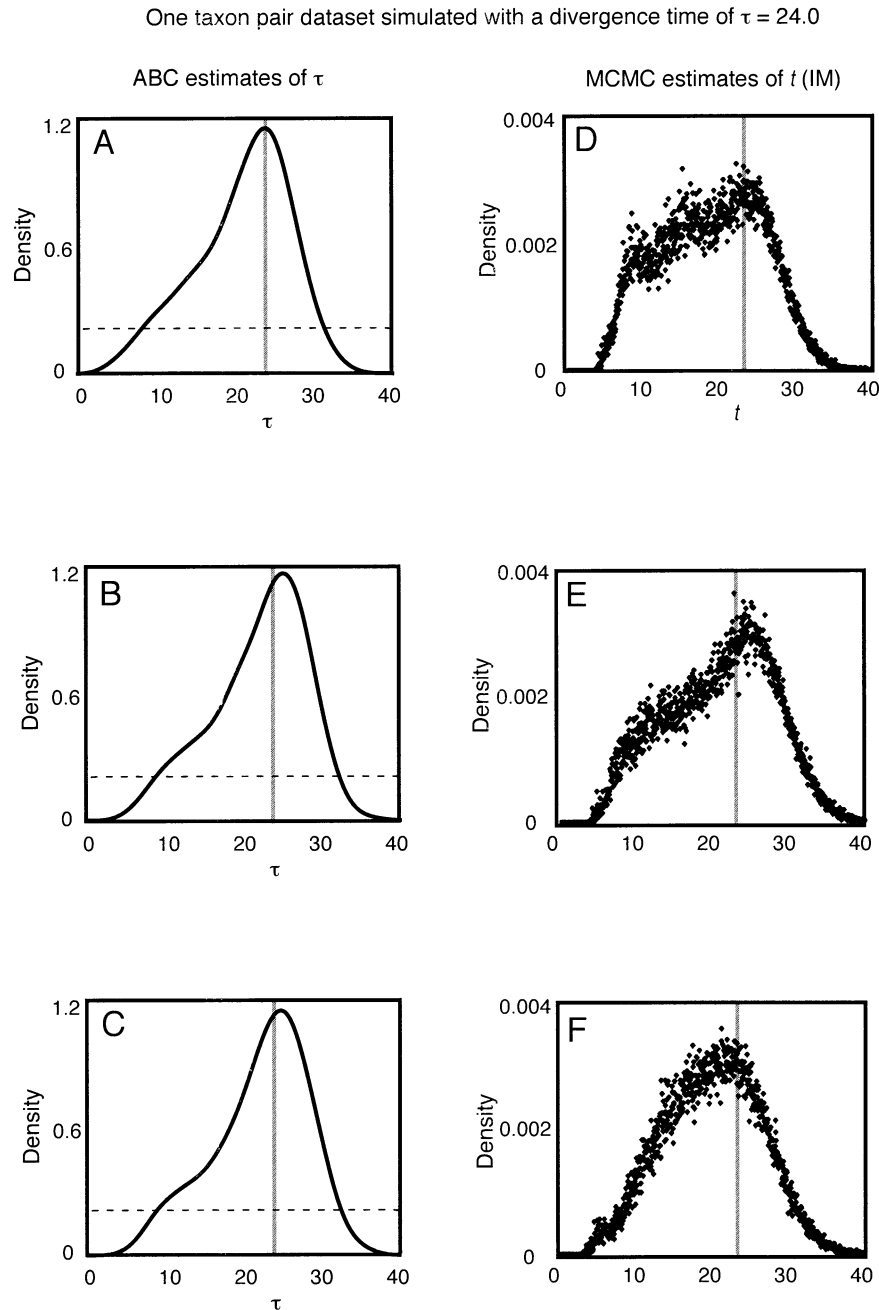 One taxon pair dataset simulated with a divergence time of τ = 24.0
ABC estimates of τ
MCMC estimates of t (IM)
A
1.2
0.6
0
Density
0 10 20 30 40
τ
D
0.004
0.002
0
Density
0 10 20 30 40
t
B
1.2
0.6
0
Density
0 10 20 30 40
τ
E
0.004
0.002
0
Density
0 10 20 30 40
C
1.2
0.6
0
Density
0 10 20 30 40
τ
F
0.004
0.002
0
Density
0 10 20 30 40